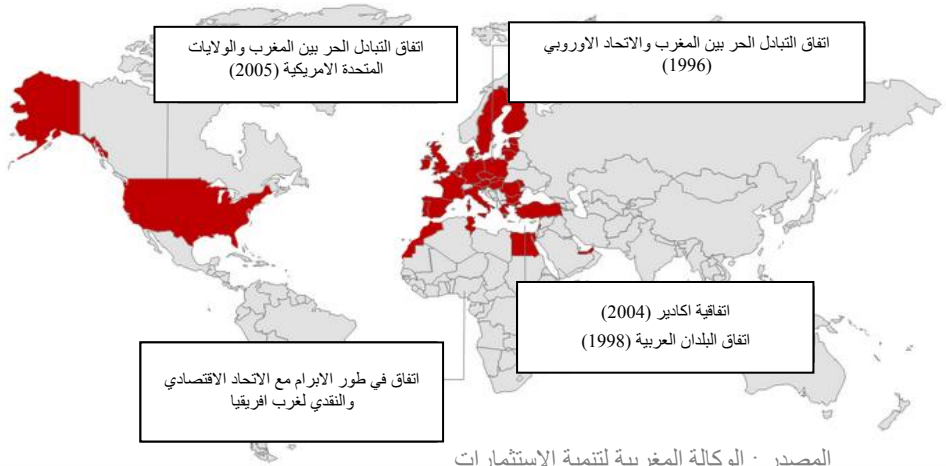 اتفاق التبادل الحر بين المغرب والاتحاد الاوروبي
(1996)
اتفاق التبادل الحر بين المغرب والولايات
المتحدة الامريكية (2005)
اتفاقية اكادير (2004)
اتفاق البلدان العربية (1998)
اتفاق في طور الابرام مع الاتحاد الاقتصادي
والنقدي لغرب افريقيا
المصدر : الوكالة المغربية لتنمية الاستثمارات